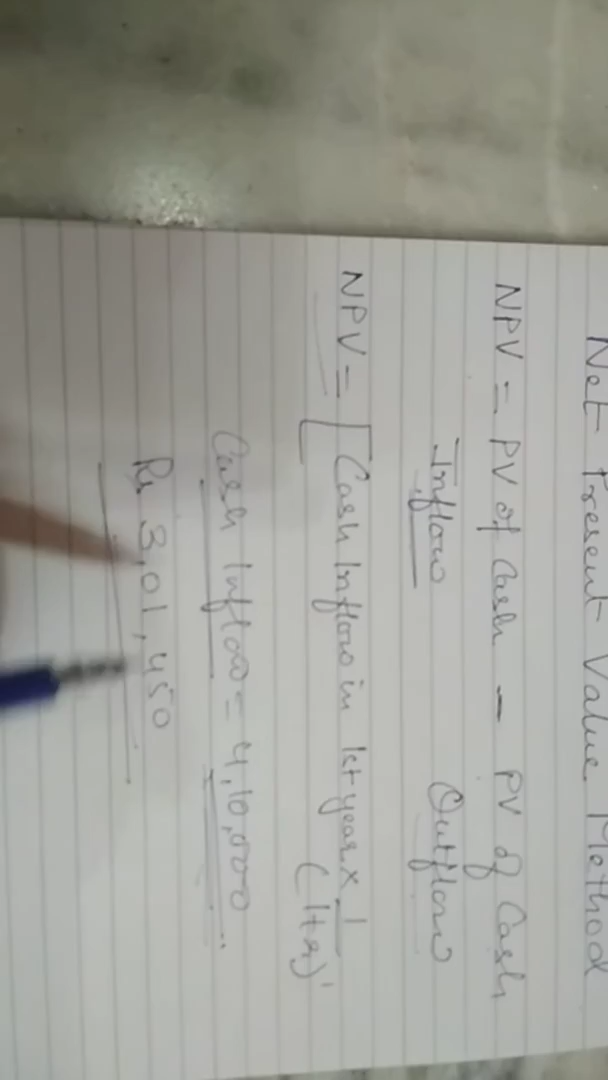 Net Present Value Method
NPV = PV of Cash - PV of Cash
Inflow Outflow
NPV = [Cash Inflow in 1st year × 1/(1+r)¹
Cash Inflow = 4,10,000
Rs 3,01,450